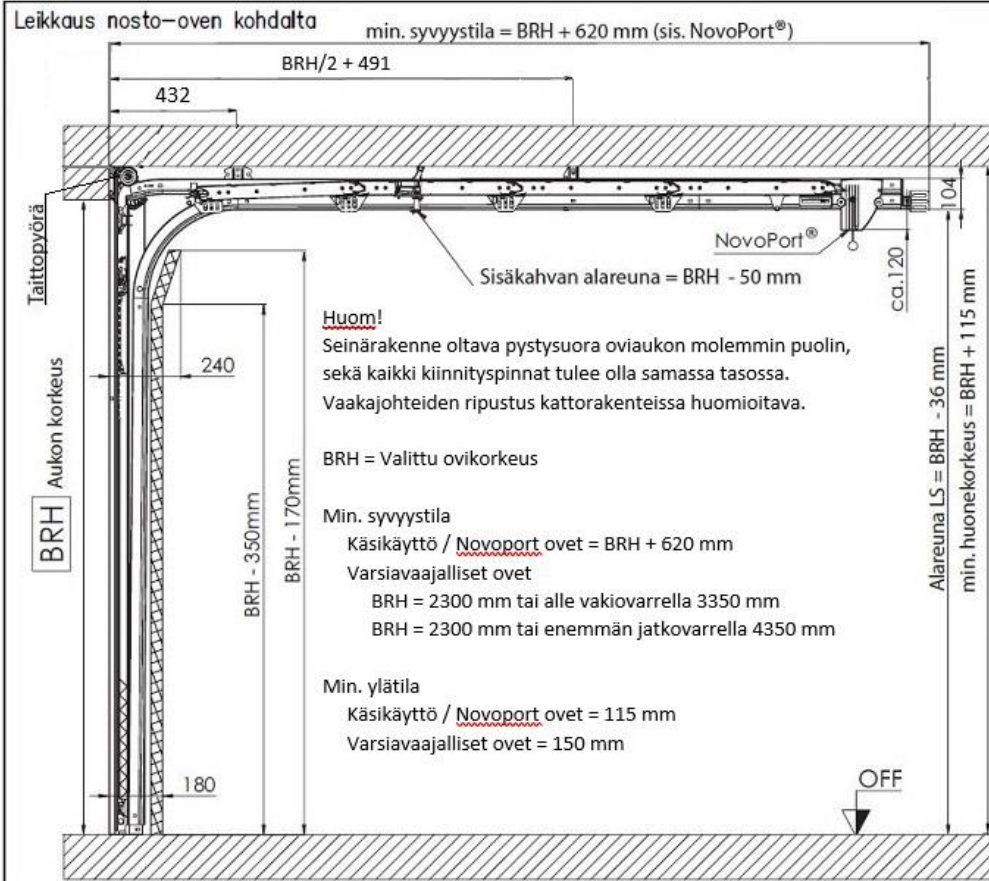 Leikkaus nosto-oven kohdalta
min. syvyystila = BRH + 620 mm (sis. NovoPort®)
BRH/2 + 491
432
Taittopyörä
104
NovoPort®
ca.120
Sisäkahvan alareuna = BRH - 50 mm
Huom!
Seinärakenne oltava pystysuora oviaukon molemmin puolin,
sekä kaikki kiinnityspinnat tulee olla samassa tasossa.
Vaakajohteiden ripustus kattorakenteissa huomioitava.
240
BRH = Valittu ovikorkeus
BRH Aukon korkeus
BRH - 350mm
BRH - 170mm
Alareuna LS = BRH - 36 mm
min. huonekorkeus = BRH + 115 mm
Min. syvyystila
Käsikäyttö / Novoport ovet = BRH + 620 mm
Varsiavaajalliset ovet
BRH = 2300 mm tai alle vakiovarrella 3350 mm
BRH = 2300 mm tai enemmän jatkovarrella 4350 mm
Min. ylätila
Käsikäyttö / Novoport ovet = 115 mm
Varsiavaajalliset ovet = 150 mm
180
OFF